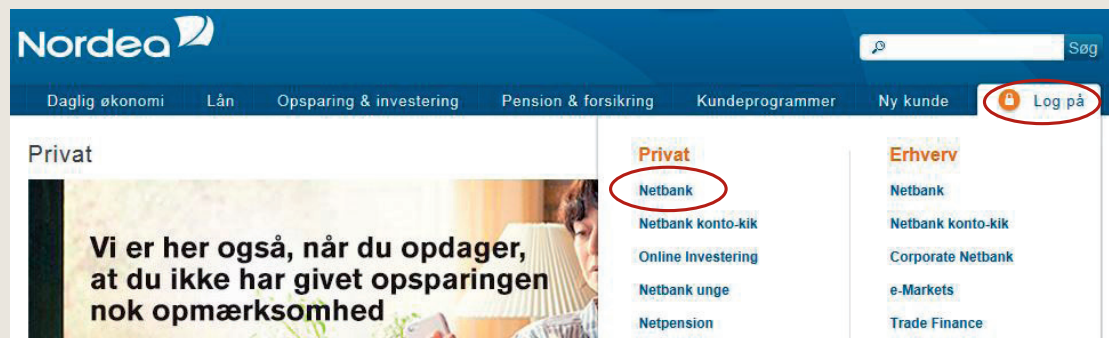 Nordea
Søg
Daglig økonomi Lån Opsparing & investering Pension & forsikring Kundeprogrammer Ny kunde Log på
Privat
Vi er her også, når du opdager,
at du ikke har givet opsparingen
nok opmærksomhed
Privat
Netbank
Netbank konto-kik
Online Investering
Netbank unge
Netpension
Erhverv
Netbank
Netbank konto-kik
Corporate Netbank
e-Markets
Trade Finance